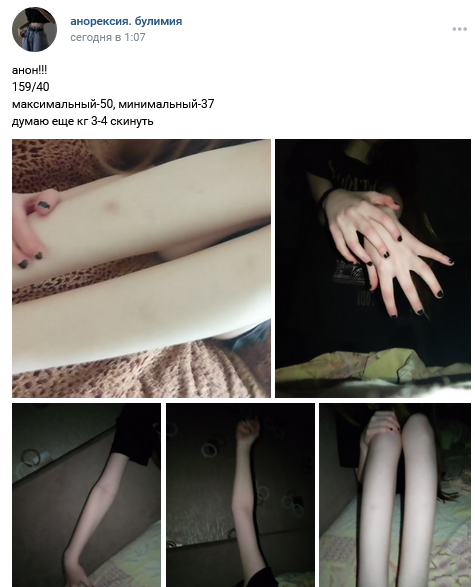 анорексия. булимия
сегодня в 1:07
анон!!!
159/40
максимальный-50, минимальный-37
думаю еще кг 3-4 скинуть